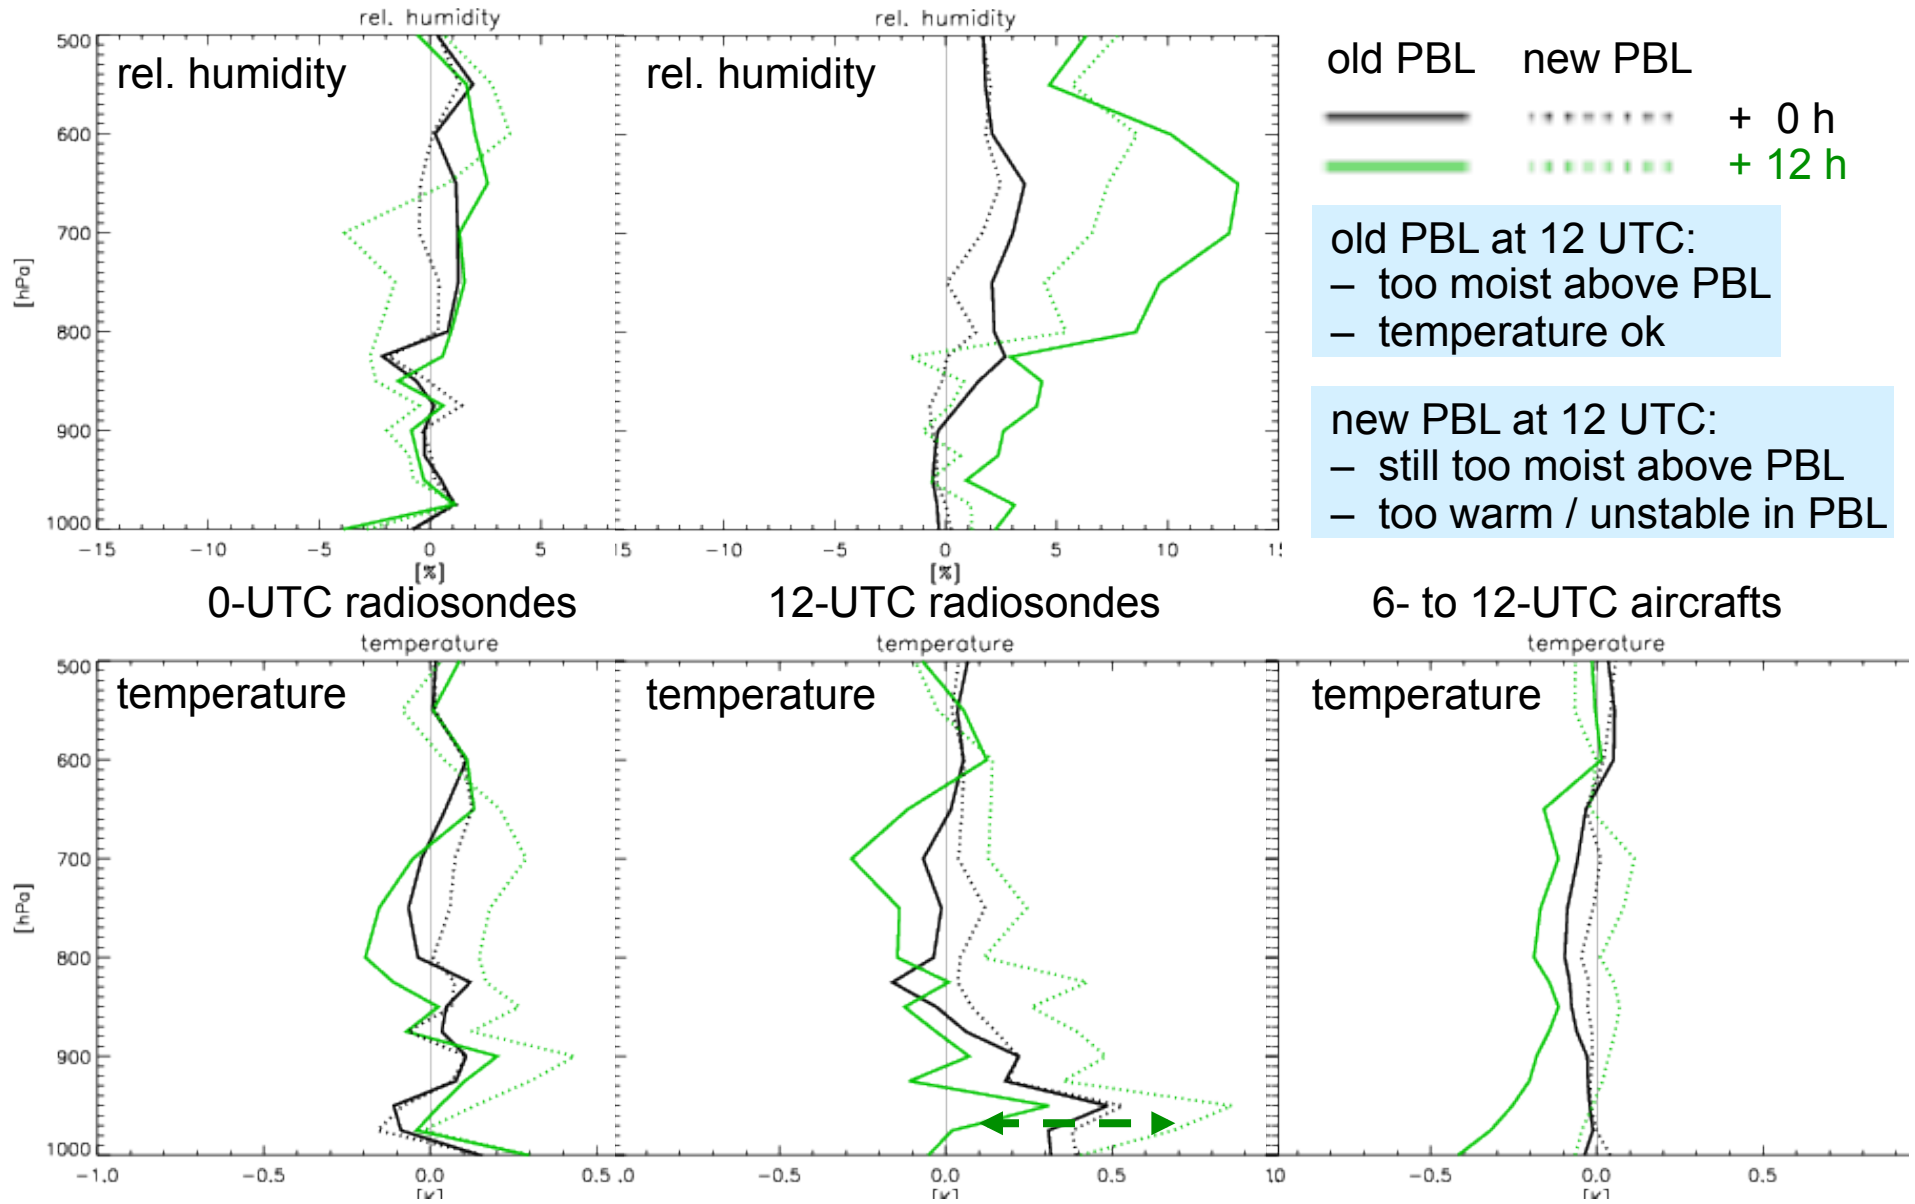 rel. humidity
rel. humidity
rel. humidity
rel. humidity
500
600
700
800
900
1000
[hPa]
-15 -10 -5 0 5
[%]
-10 -5 0 5 10
[%]
old PBL new PBL
+ 0 h
+ 12 h
old PBL at 12 UTC:
– too moist above PBL
– temperature ok
new PBL at 12 UTC:
– still too moist above PBL
– too warm / unstable in PBL
0-UTC radiosondes
12-UTC radiosondes
6- to 12-UTC aircrafts
temperature
temperature
temperature
temperature
temperature
temperature
500
600
700
800
900
1000
[hPa]
-1.0 -0.5 0.0 0.5
[K]
-0.5 0.0 0.5
[K]
-0.5 0.0 0.5
[K]